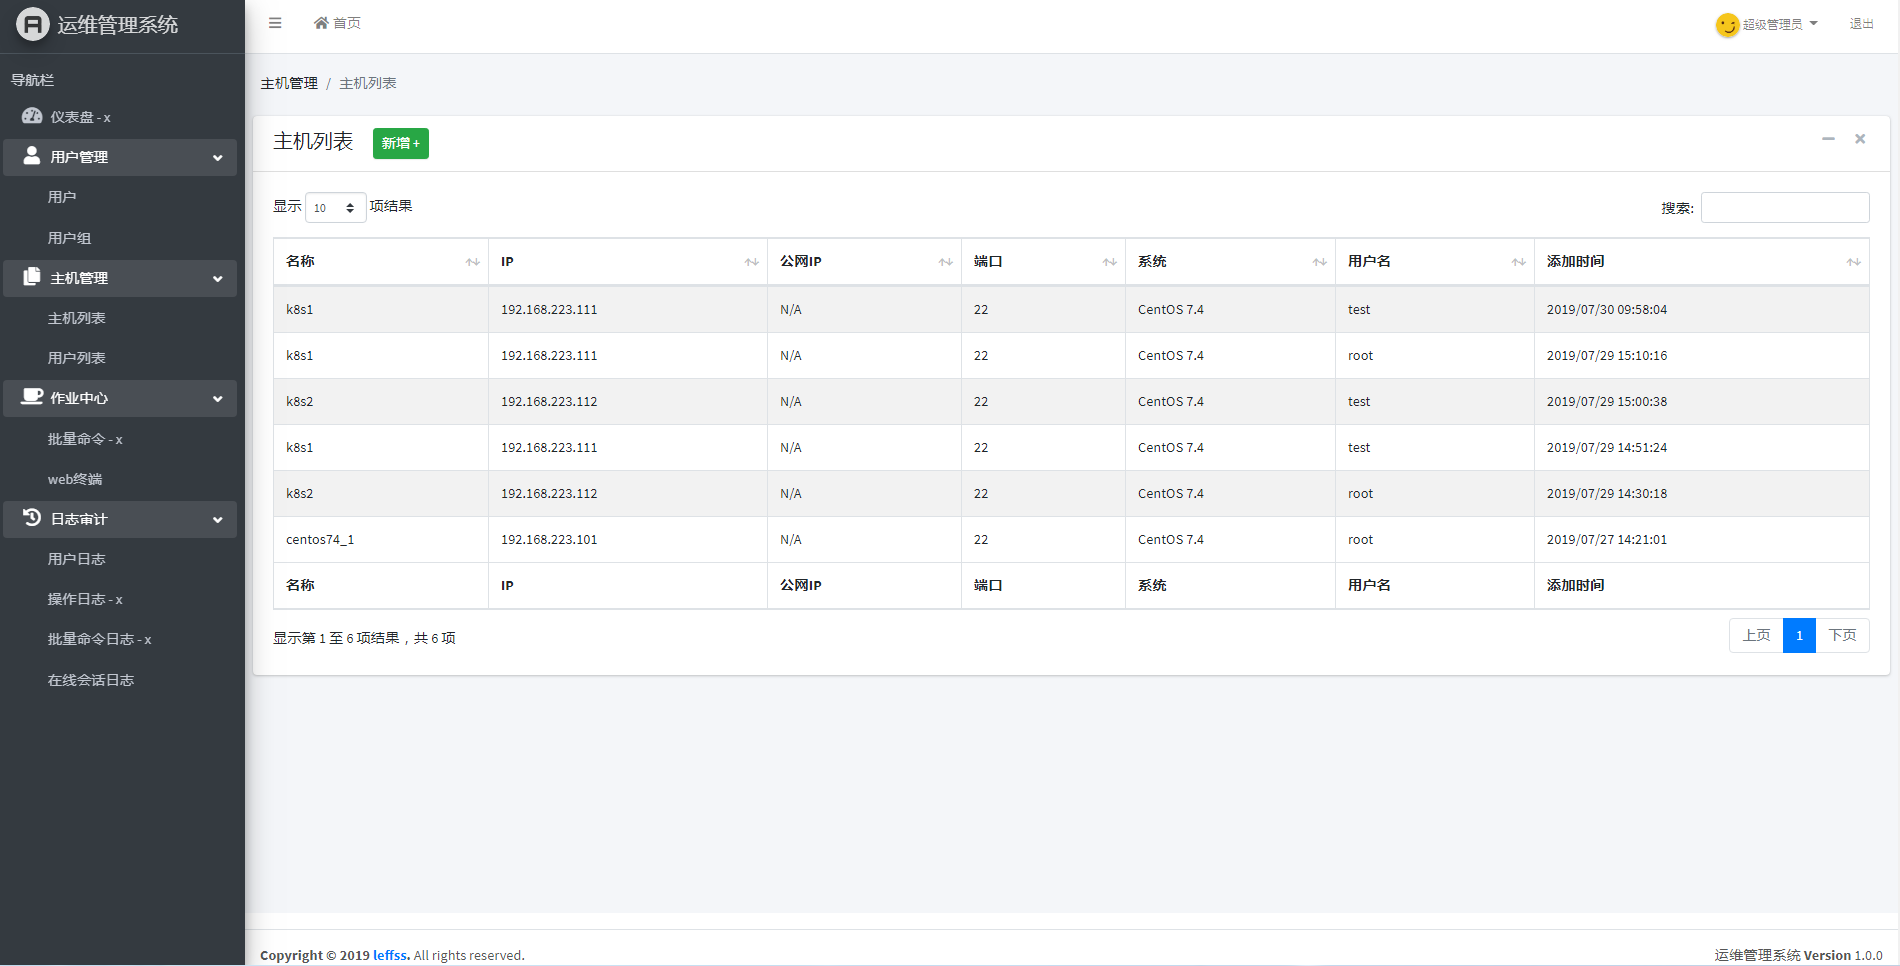 运维管理系统
首页
超级管理员
退出
导航栏
仪表盘 - x
用户管理
用户
用户组
主机管理
主机列表
用户列表
作业中心
批量命令 - x
web终端
日志审计
用户日志
操作日志 - x
批量命令日志 - x
在线会话日志
主机管理 / 主机列表
主机列表 新增 +
显示 10 项结果
搜索:
名称 IP 公网IP 端口 系统 用户名 添加时间
k8s1 192.168.223.111 N/A 22 CentOS 7.4 test 2019/07/30 09:58:04
k8s1 192.168.223.111 N/A 22 CentOS 7.4 root 2019/07/29 15:10:16
k8s2 192.168.223.112 N/A 22 CentOS 7.4 test 2019/07/29 15:00:38
k8s1 192.168.223.111 N/A 22 CentOS 7.4 test 2019/07/29 14:51:24
k8s2 192.168.223.112 N/A 22 CentOS 7.4 root 2019/07/29 14:30:18
centos74_1 192.168.223.101 N/A 22 CentOS 7.4 root 2019/07/27 14:21:01
名称 IP 公网IP 端口 系统 用户名 添加时间
显示第 1 至 6 项结果，共 6 项
上页 1 下页
Copyright © 2019 leffss. All rights reserved.
运维管理系统 Version 1.0.0